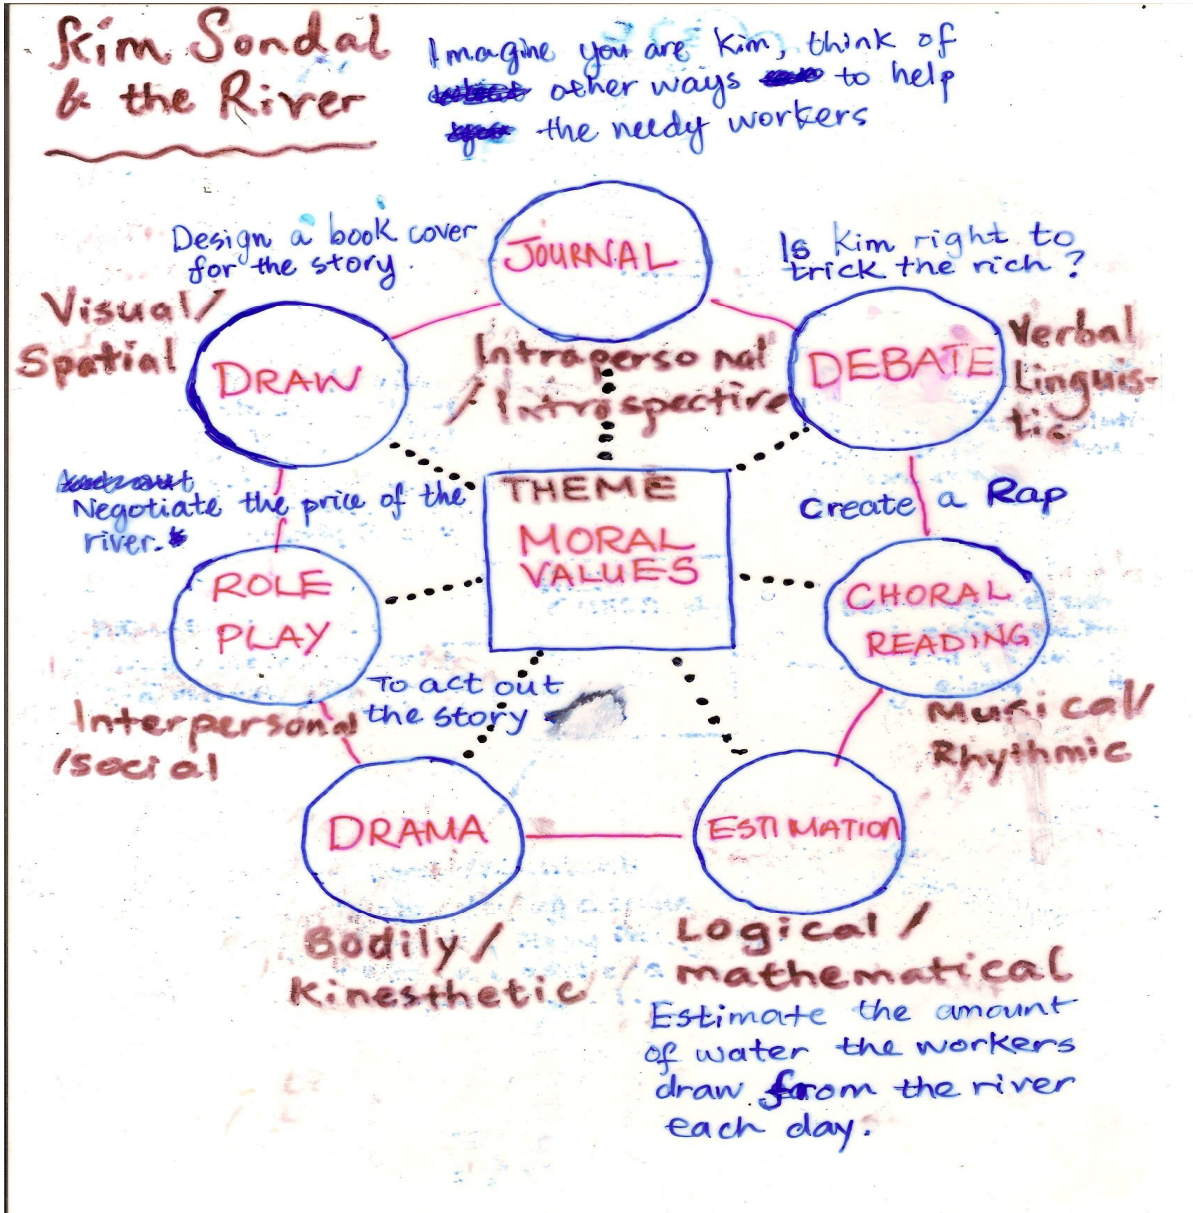 Kim Sondal
& the River
Imagine you are Kim, think of
other ways to help
the needy workers
Design a book cover
for the story.
JOURNAL
Is Kim right to
trick the rich?
Visual/
Spatial
DRAW
Intrapersonal
/Introspective
DEBATE
Verbal
Linguis-
tic
Negotiate the price of the
river.
THEME
MORAL
VALUES
Create a Rap
ROLE
PLAY
CHORAL
READING
To act out
the story
Interpersonal
/social
Musical/
Rhythmic
DRAMA
ESTIMATION
Bodily/
Kinesthetic
Logical/
mathematical
Estimate the amount
of water the workers
draw from the river
each day.